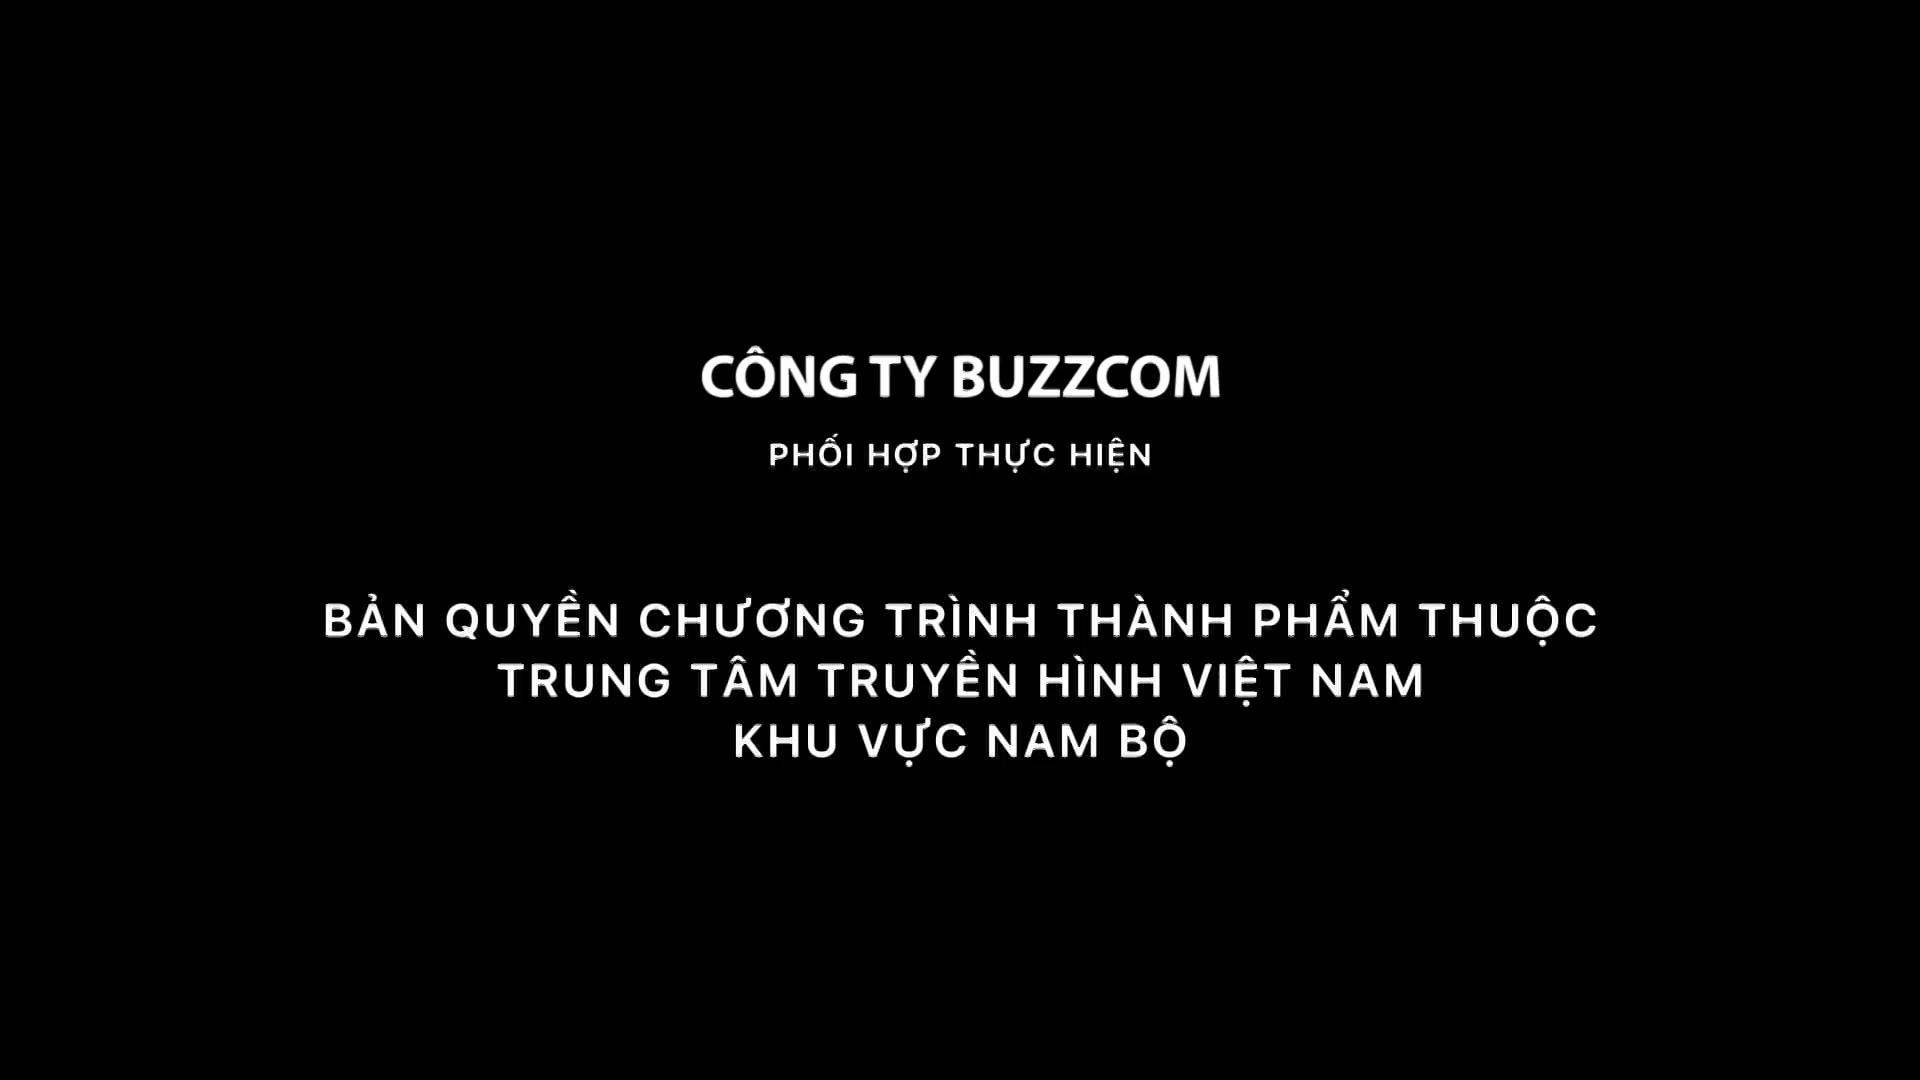 CÔNG TY BUZZCOM
PHỐI HỢP THỰC HIỆN
BẢN QUYỀN CHƯƠNG TRÌNH THÀNH PHẨM THUỘC
TRUNG TÂM TRUYỀN HÌNH VIỆT NAM
KHU VỰC NAM BỘ